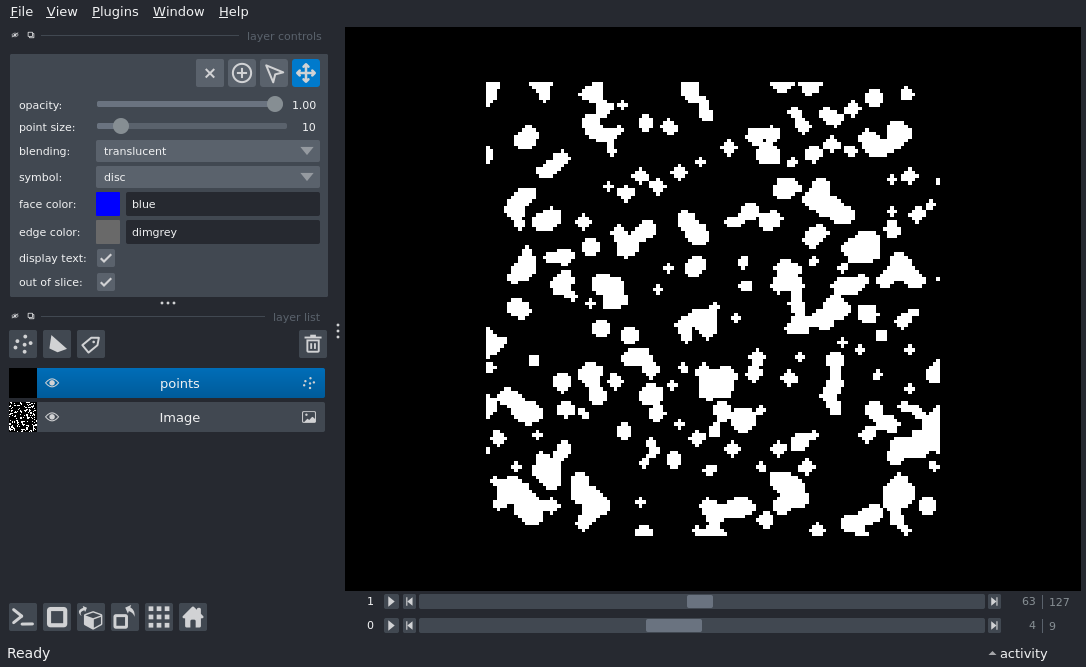 File View Plugins Window Help
layer controls
opacity: 1.00
point size: 10
blending: translucent
symbol: disc
face color: blue
edge color: dimgrey
display text:
out of slice:
layer list
points
Image
1 63 127
0 4 9
Ready activity